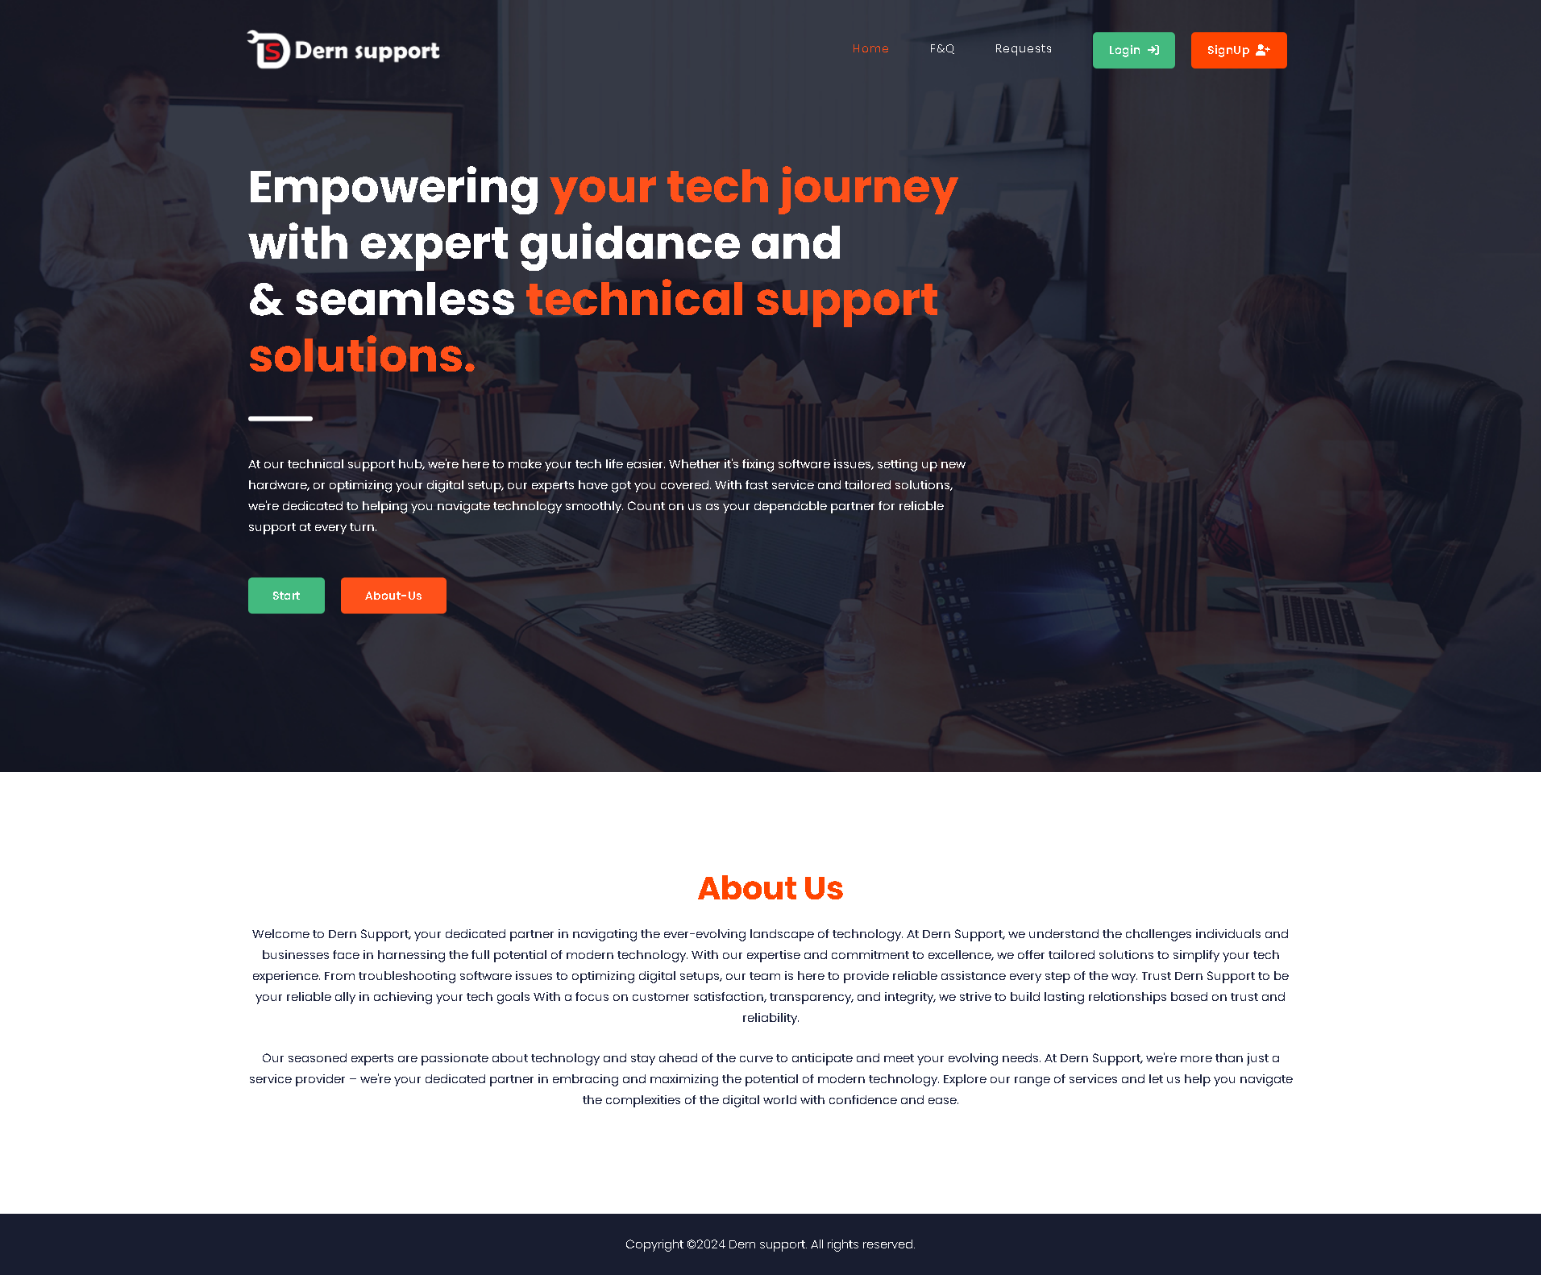 Dern support
Home
F&Q
Requests
Login
SignUp
Empowering your tech journey
with expert guidance and
& seamless technical support
solutions.
At our technical support hub, we're here to make your tech life easier. Whether it's fixing software issues, setting up new
hardware, or optimizing your digital setup, our experts have got you covered. With fast service and tailored solutions,
we're dedicated to helping you navigate technology smoothly. Count on us as your dependable partner for reliable
support at every turn.
Start
About-Us
About Us
Welcome to Dern Support, your dedicated partner in navigating the ever-evolving landscape of technology. At Dern Support, we understand the challenges individuals and
businesses face in harnessing the full potential of modern technology. With our expertise and commitment to excellence, we offer tailored solutions to simplify your tech
experience. From troubleshooting software issues to optimizing digital setups, our team is here to provide reliable assistance every step of the way. Trust Dern Support to be
your reliable ally in achieving your tech goals With a focus on customer satisfaction, transparency, and integrity, we strive to build lasting relationships based on trust and
reliability.
Our seasoned experts are passionate about technology and stay ahead of the curve to anticipate and meet your evolving needs. At Dern Support, we're more than just a
service provider – we're your dedicated partner in embracing and maximizing the potential of modern technology. Explore our range of services and let us help you navigate
the complexities of the digital world with confidence and ease.
Copyright ©2024 Dern support. All rights reserved.